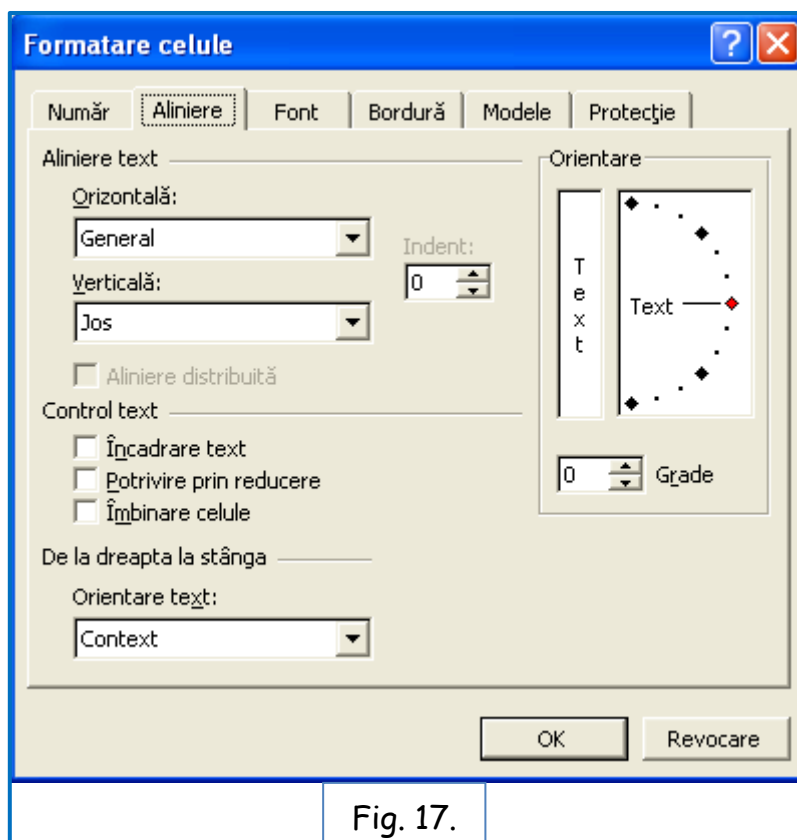 Formatare celule
Număr Aliniere Font Bordură Modele Protecţie
Aliniere text
Orizontală:
General
Indent:
0
Verticală:
Jos
Aliniere distribuită
Control text
Încadrare text
Potrivire prin reducere
Îmbinare celule
De la dreapta la stânga
Orientare text:
Context
Orientare
Text
Text
0 Grade
OK Revocare
Fig. 17.